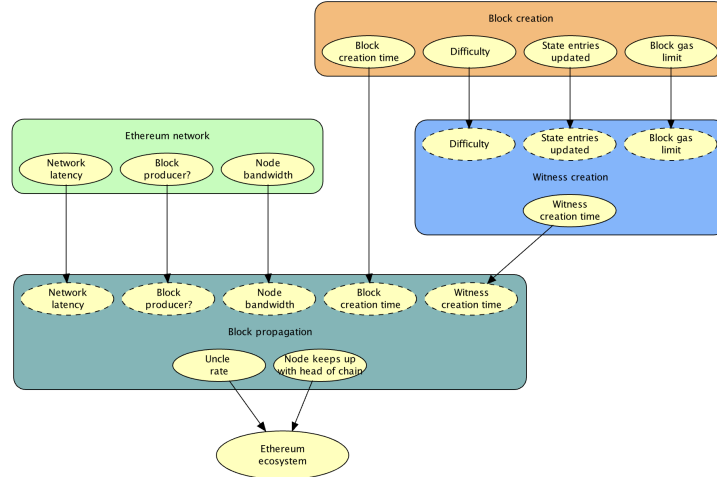 Block creation
Block
creation time
Difficulty
State entries
updated
Block gas
limit
Ethereum network
Network
latency
Block
producer?
Node
bandwidth
Difficulty
State entries
updated
Block gas
limit
Witness creation
Witness
creation time
Network
latency
Block
producer?
Node
bandwidth
Block
creation time
Witness
creation time
Block propagation
Uncle
rate
Node keeps up
with head of chain
Ethereum
ecosystem